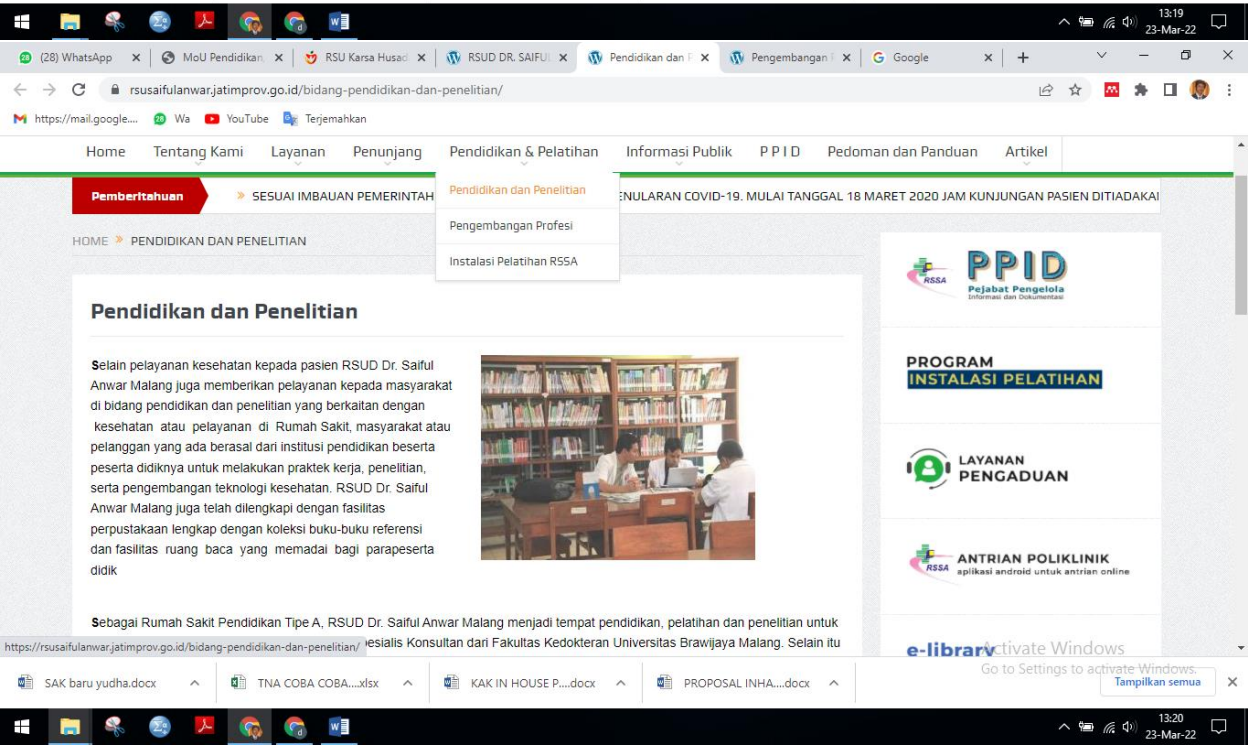 13:19
23-Mar-22
(28) WhatsApp
MoU Pendidikan,
RSU Karsa Husad
RSUD DR. SAIFUL
Pendidikan dan P
Pengembangan P
Google
rsusaifulanwar.jatimprov.go.id/bidang-pendidikan-dan-penelitian/
https://mail.google....
Wa
YouTube
Terjemahkan
Home
Tentang Kami
Layanan
Penunjang
Pendidikan & Pelatihan
Informasi Publik
P P I D
Pedoman dan Panduan
Artikel
Pemberitahuan
» SESUAI IMBAUAN PEMERINTAH
ENULARAN COVID-19. MULAI TANGGAL 18 MARET 2020 JAM KUNJUNGAN PASIEN DITIADAKAI
Pendidikan dan Penelitian
Pengembangan Profesi
Instalasi Pelatihan RSSA
HOME » PENDIDIKAN DAN PENELITIAN
Pendidikan dan Penelitian
Selain pelayanan kesehatan kepada pasien RSUD Dr. Saiful
Anwar Malang juga memberikan pelayanan kepada masyarakat
di bidang pendidikan dan penelitian yang berkaitan dengan
kesehatan atau pelayanan di Rumah Sakit, masyarakat atau
pelanggan yang ada berasal dari institusi pendidikan beserta
peserta didiknya untuk melakukan praktek kerja, penelitian,
serta pengembangan teknologi kesehatan. RSUD Dr. Saiful
Anwar Malang juga telah dilengkapi dengan fasilitas
perpustakaan lengkap dengan koleksi buku-buku referensi
dan fasilitas ruang baca yang memadai bagi parapeserta
didik
Sebagai Rumah Sakit Pendidikan Tipe A, RSUD Dr. Saiful Anwar Malang menjadi tempat pendidikan, pelatihan dan penelitian untuk
esialis Konsultan dari Fakultas Kedokteran Universitas Brawijaya Malang. Selain itu
RSSA
PPID
Pejabat Pengelola
Informasi dan Dokumentasi
PROGRAM
INSTALASI PELATIHAN
LAYANAN
PENGADUAN
RSSA
ANTRIAN POLIKLINIK
aplikasi android untuk antrian online
e-library
Activate Windows
Go to Settings to activate Windows.
https://rsusaifulanwar.jatimprov.go.id/bidang-pendidikan-dan-penelitian/
SAK baru yudha.docx
TNA COBA COBA....xlsx
KAK IN HOUSE P....docx
PROPOSAL INHA....docx
Tampilkan semua
13:20
23-Mar-22